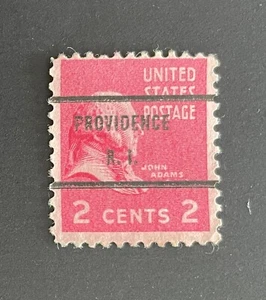 UNITED
STATES
POSTAGE
PROVIDENCE
R. I.
JOHN
ADAMS
2 CENTS 2